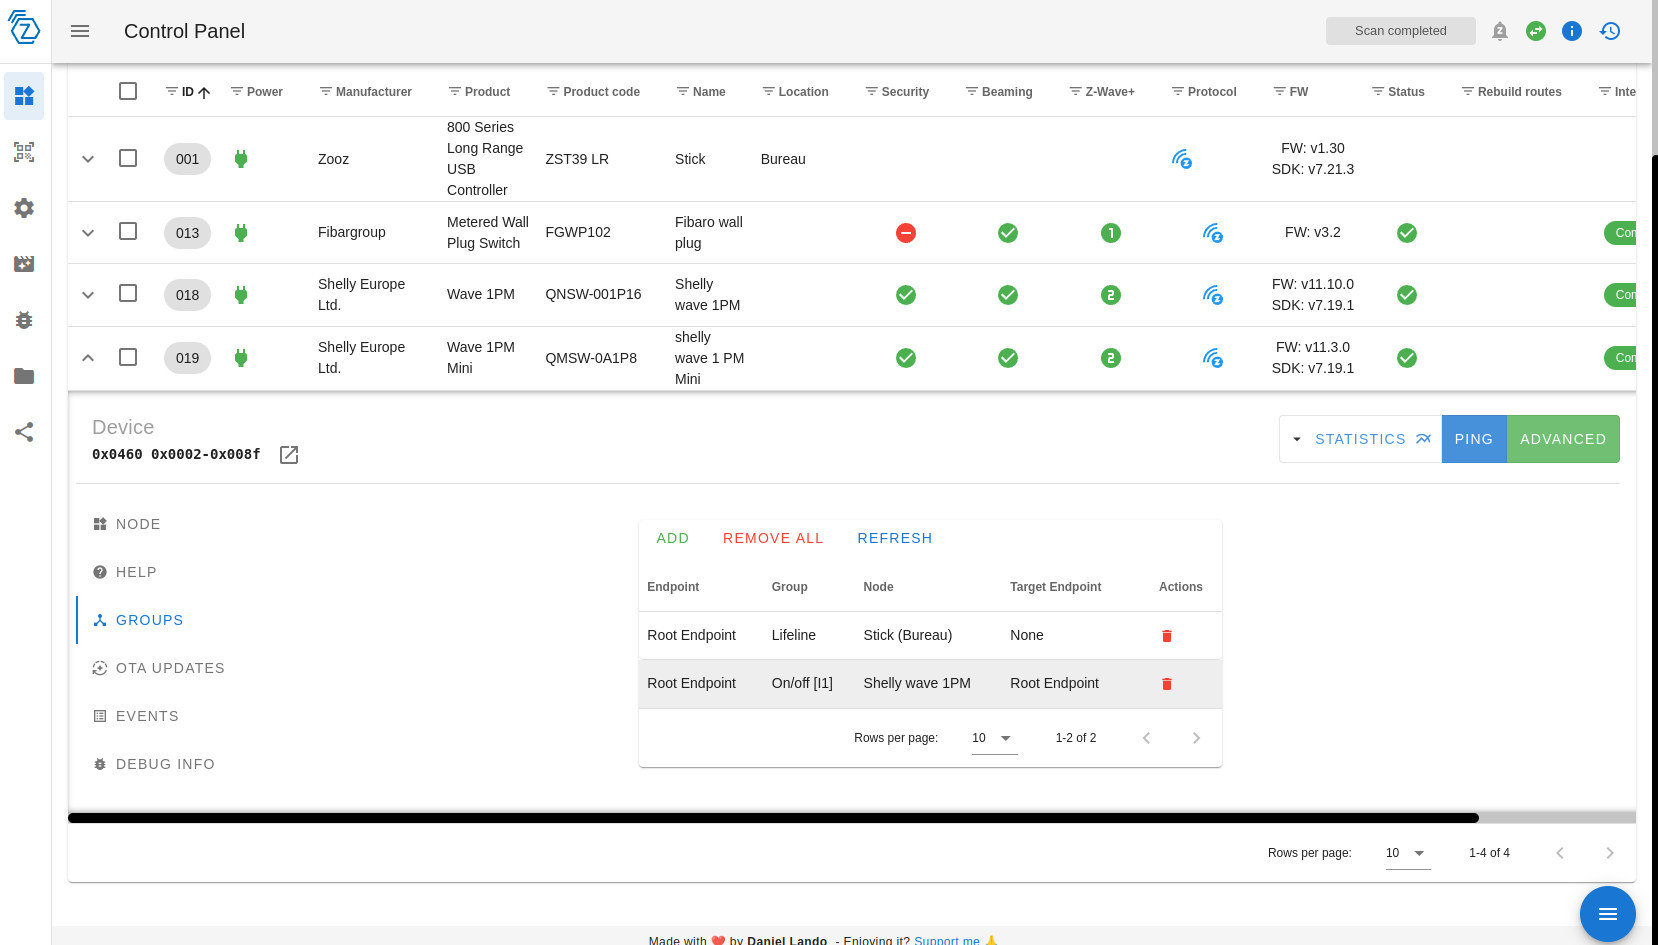 Control Panel
Scan completed
ID Power Manufacturer Product Product code Name Location Security Beaming Z-Wave+ Protocol FW Status Rebuild routes Inte
001 Zooz 800 Series Long Range USB Controller ZST39 LR Stick Bureau FW: v1.30 SDK: v7.21.3
013 Fibargroup Metered Wall Plug Switch FGWP102 Fibaro wall plug 1 FW: v3.2 Com
018 Shelly Europe Ltd. Wave 1PM QNSW-001P16 Shelly wave 1PM 2 FW: v11.10.0 SDK: v7.19.1 Com
019 Shelly Europe Ltd. Wave 1PM Mini QMSW-0A1P8 shelly wave 1 PM Mini 2 FW: v11.3.0 SDK: v7.19.1 Com
Device
0x0460 0x0002-0x008f
STATISTICS PING ADVANCED
NODE
HELP
GROUPS
OTA UPDATES
EVENTS
DEBUG INFO
ADD REMOVE ALL REFRESH
Endpoint Group Node Target Endpoint Actions
Root Endpoint Lifeline Stick (Bureau) None
Root Endpoint On/off [I1] Shelly wave 1PM Root Endpoint
Rows per page: 10 1-2 of 2
Rows per page: 10 1-4 of 4
Made with ❤️ by Daniel Lando - Enjoying it? Support me 🙏